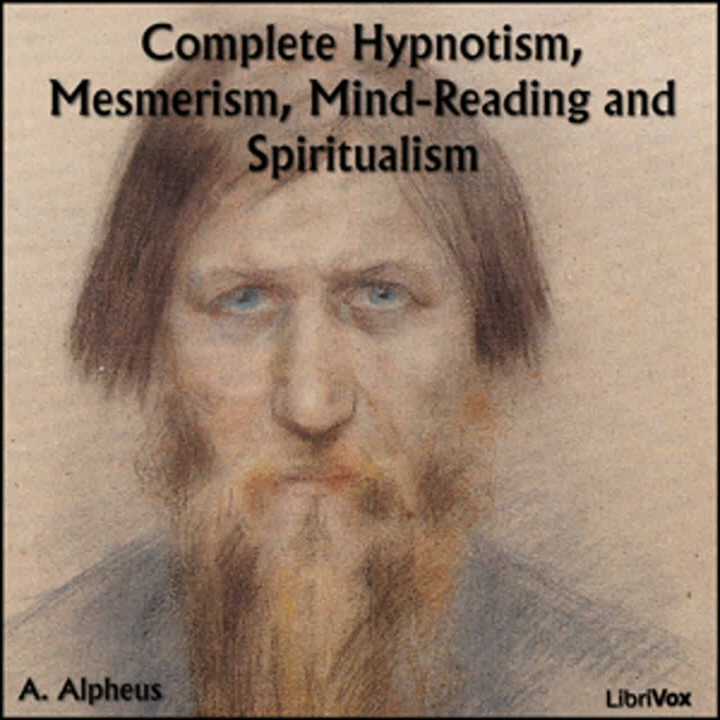 Complete Hypnotism,
Mesmerism, Mind-Reading and
Spiritualism
A. Alpheus
LibriVox